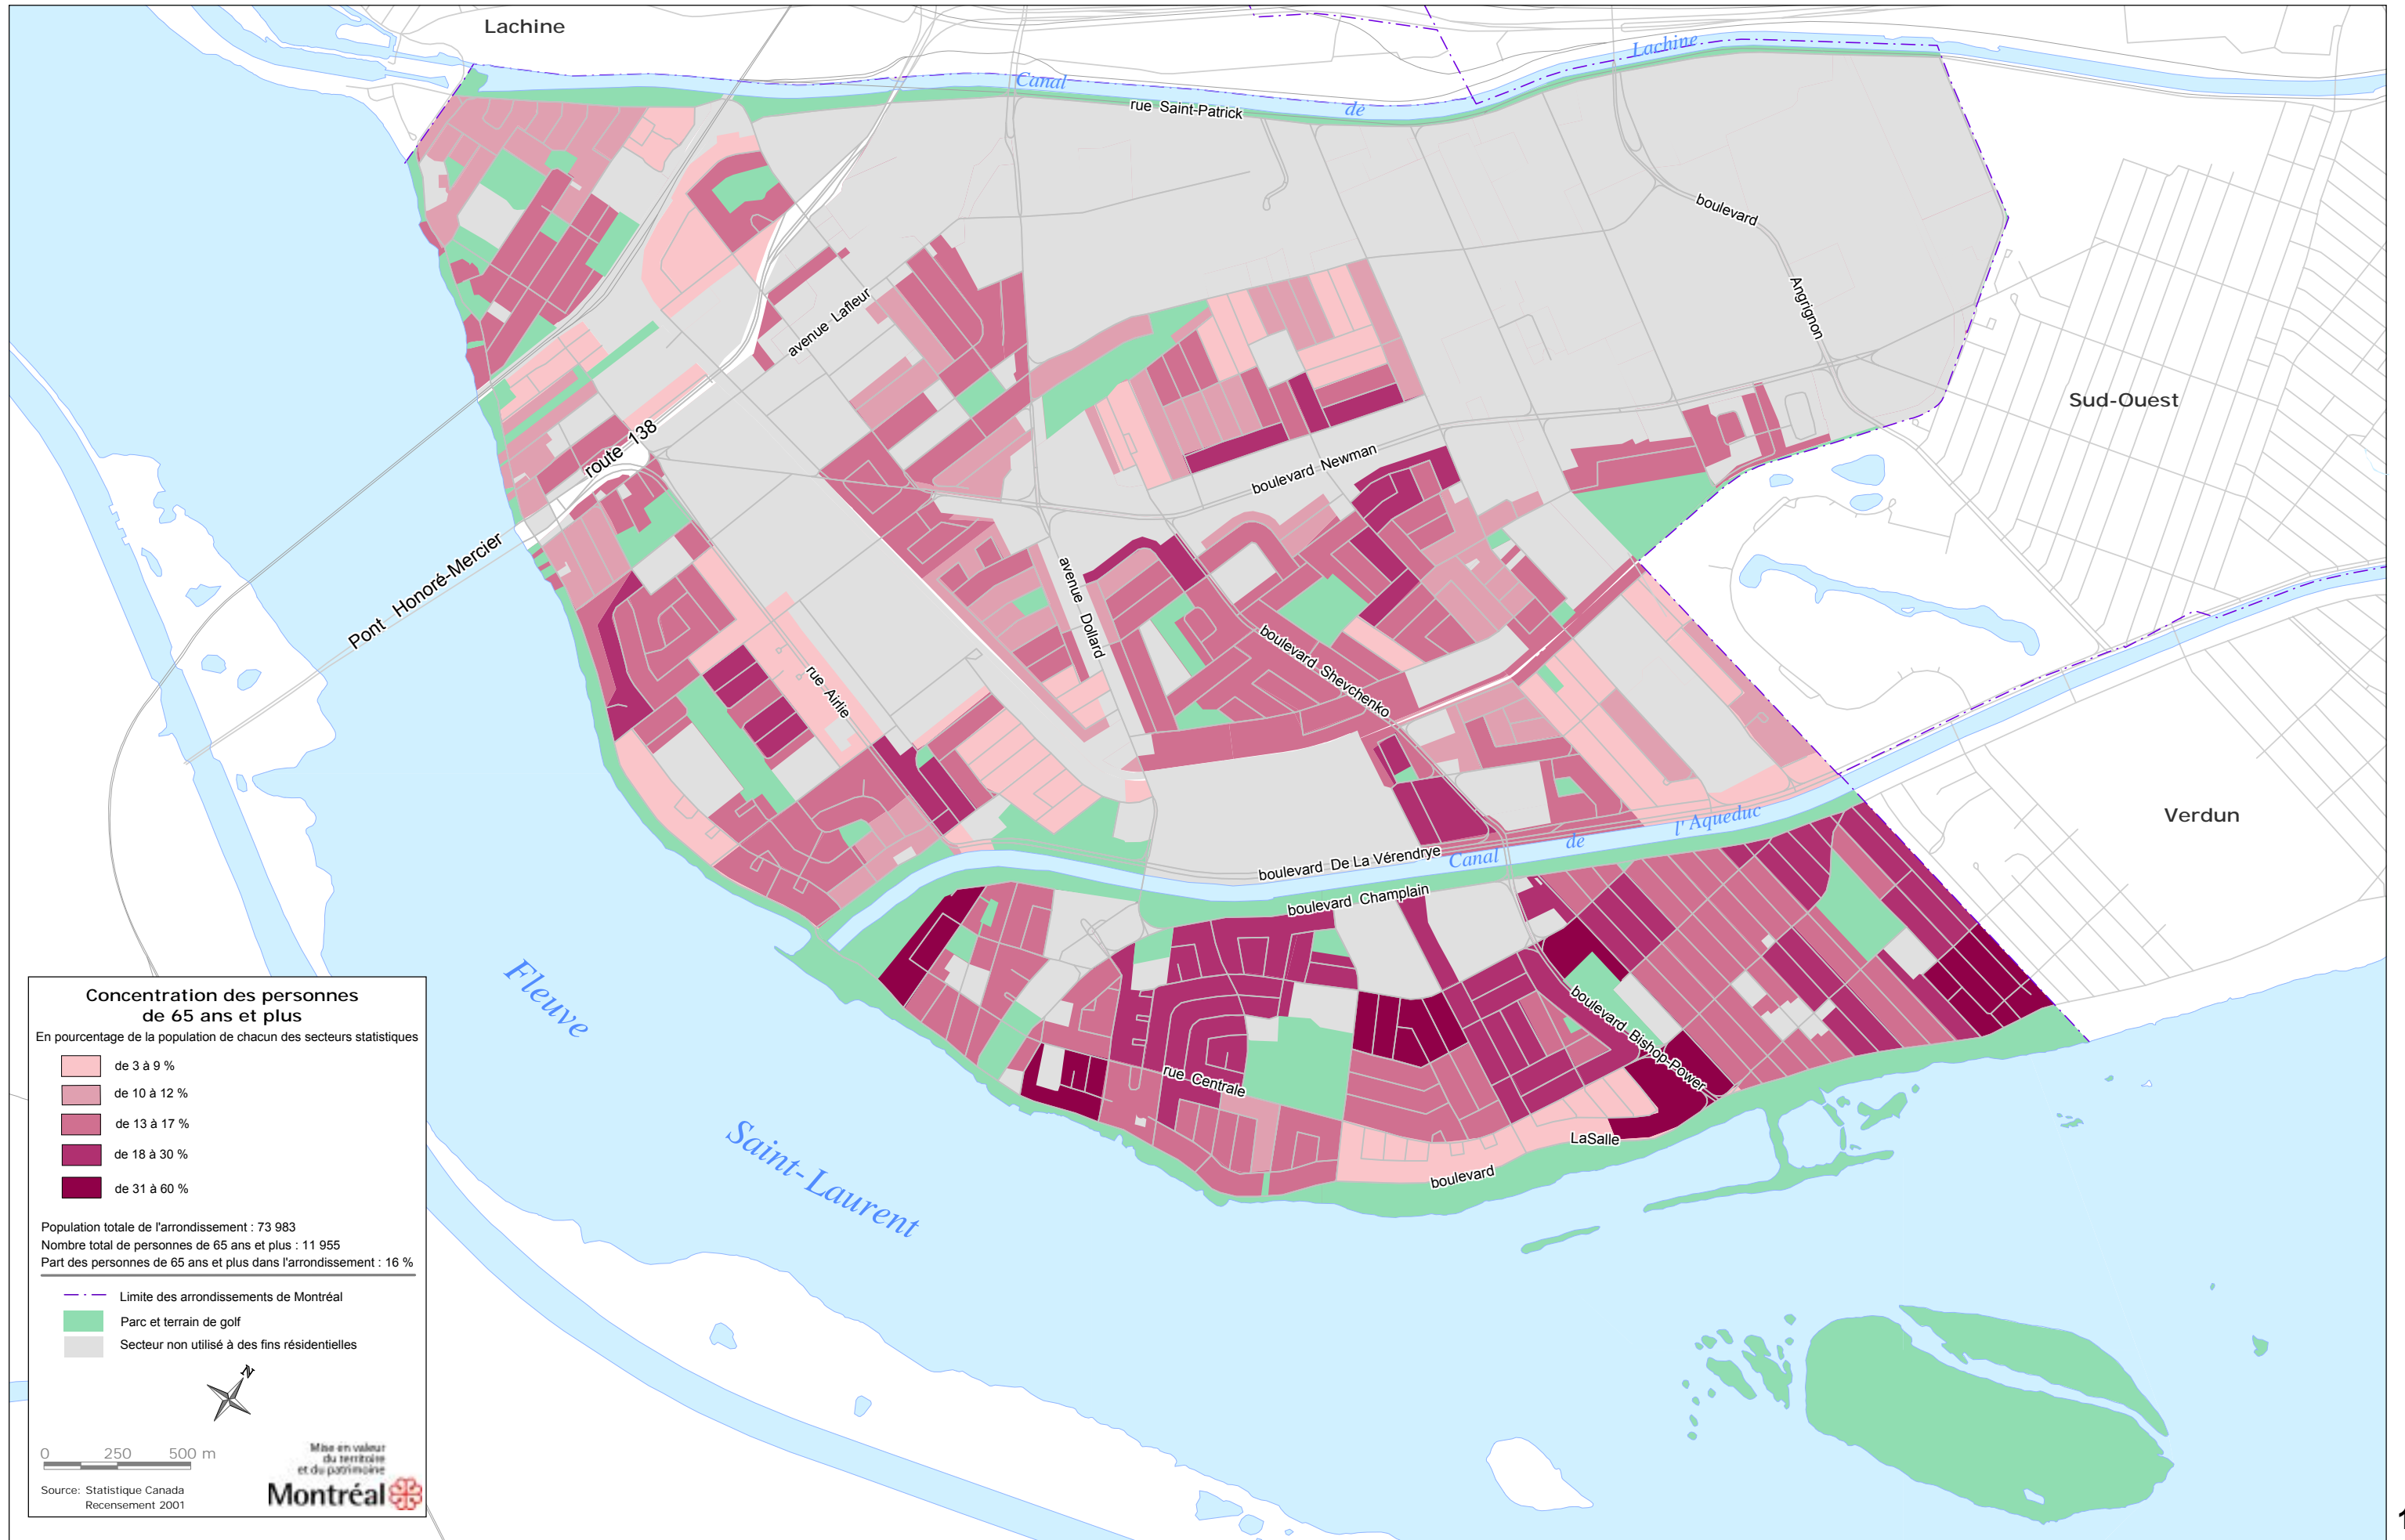 Lachine
Canal de Lachine
rue Saint-Patrick
boulevard Angrignon
avenue Lafleur
Sud-Ouest
route 138
boulevard Newman
Pont Honoré-Mercier
avenue Dollard
boulevard Shevchenko
rue Airlie
Verdun
Canal de l'Aqueduc
boulevard De La Vérendrye
boulevard Champlain
Fleuve Saint-Laurent
boulevard Bishop-Power
rue Centrale
boulevard LaSalle
Concentration des personnes
de 65 ans et plus
En pourcentage de la population de chacun des secteurs statistiques
de 3 à 9 %
de 10 à 12 %
de 13 à 17 %
de 18 à 30 %
de 31 à 60 %
Population totale de l'arrondissement : 73 983
Nombre total de personnes de 65 ans et plus : 11 955
Part des personnes de 65 ans et plus dans l'arrondissement : 16 %
Limite des arrondissements de Montréal
Parc et terrain de golf
Secteur non utilisé à des fins résidentielles
N
0 250 500 m
Mise en valeur
du territoire
et du patrimoine
Montréal
Source: Statistique Canada
Recensement 2001